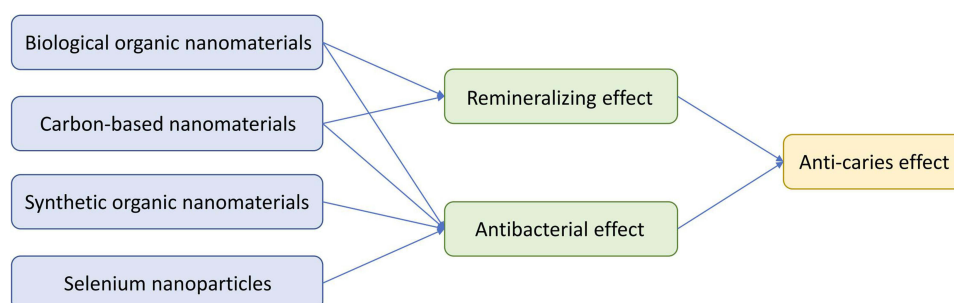 Biological organic nanomaterials
Carbon-based nanomaterials
Synthetic organic nanomaterials
Selenium nanoparticles
Remineralizing effect
Antibacterial effect
Anti-caries effect